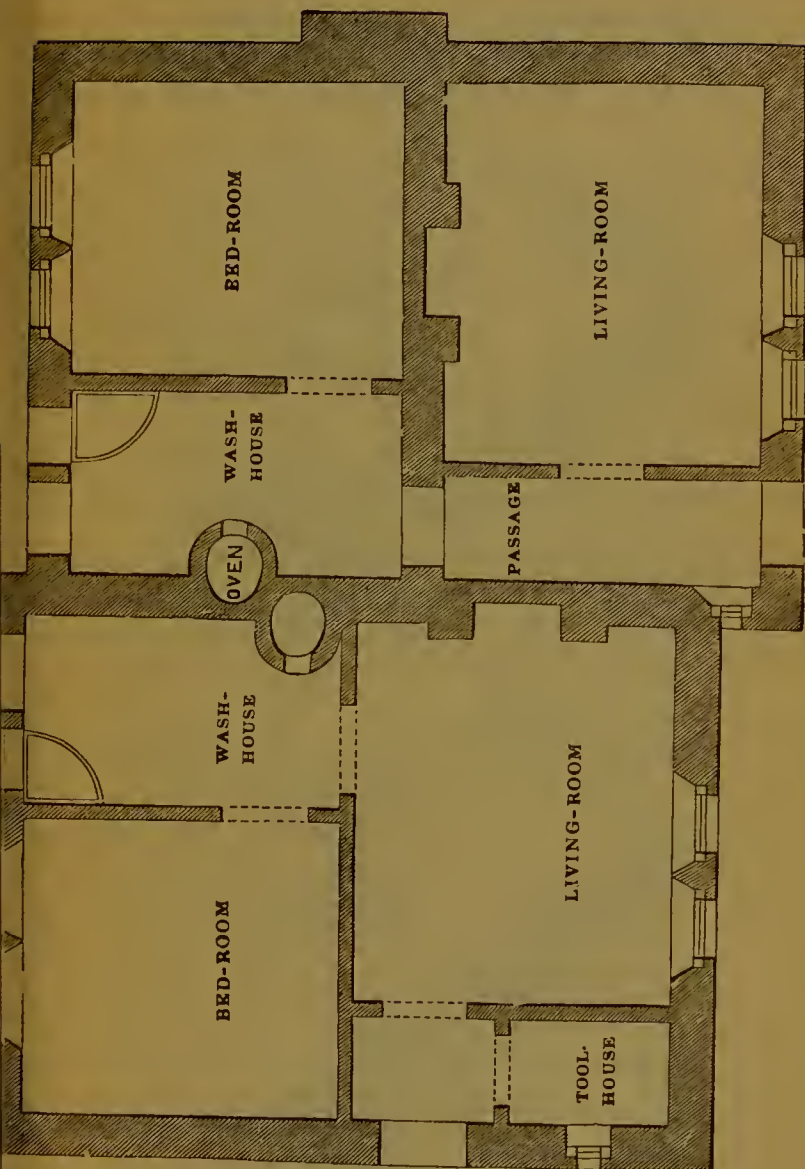 BED-ROOM
WASH-
HOUSE
OVEN
WASH-
HOUSE
BED-ROOM
TOOL-
HOUSE
LIVING-ROOM
PASSAGE
LIVING-ROOM